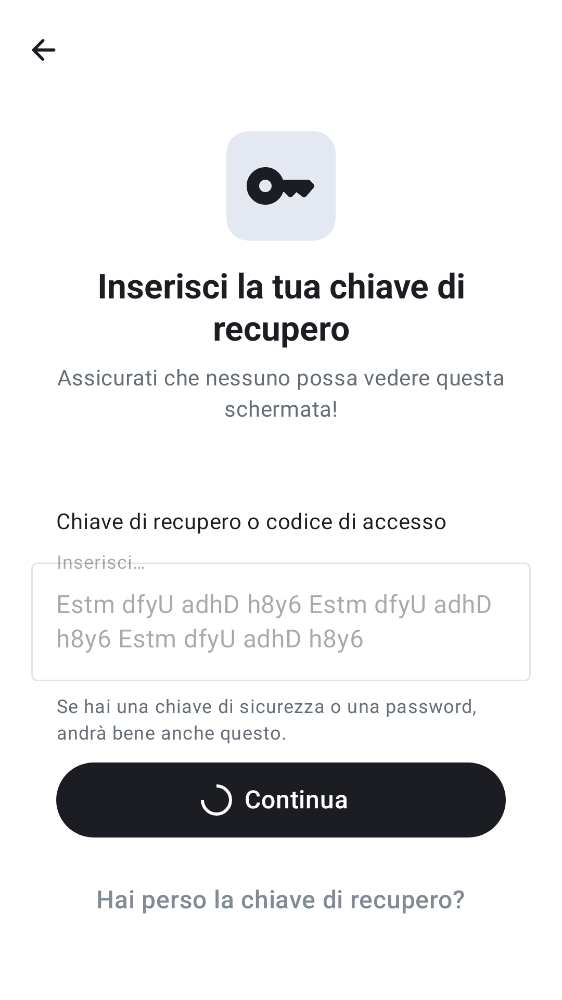 Inserisci la tua chiave di
recupero
Assicurati che nessuno possa vedere questa
schermata!
Chiave di recupero o codice di accesso
Inserisci…
Estm dfyU adhD h8y6 Estm dfyU adhD
h8y6 Estm dfyU adhD h8y6
Se hai una chiave di sicurezza o una password,
andrà bene anche questo.
Continua
Hai perso la chiave di recupero?